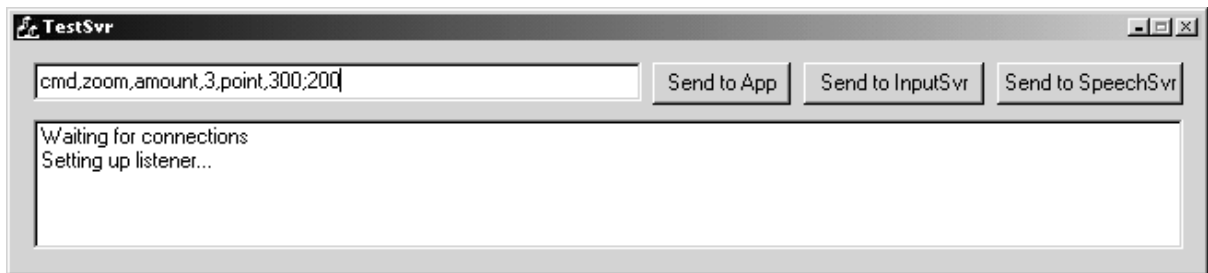 TestSvr
cmd,zoom,amount,3,point,300;200
Send to App
Send to InputSvr
Send to SpeechSvr
Waiting for connections
Setting up listener...